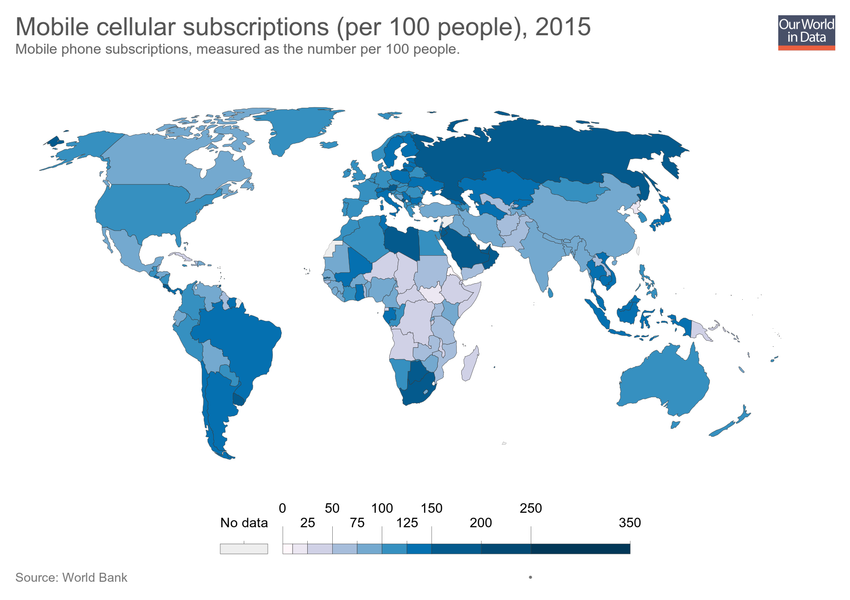 Mobile cellular subscriptions (per 100 people), 2015
Mobile phone subscriptions, measured as the number per 100 people.
Our World
in Data
0 50 100 150 250
No data 25 75 125 200 350
Source: World Bank